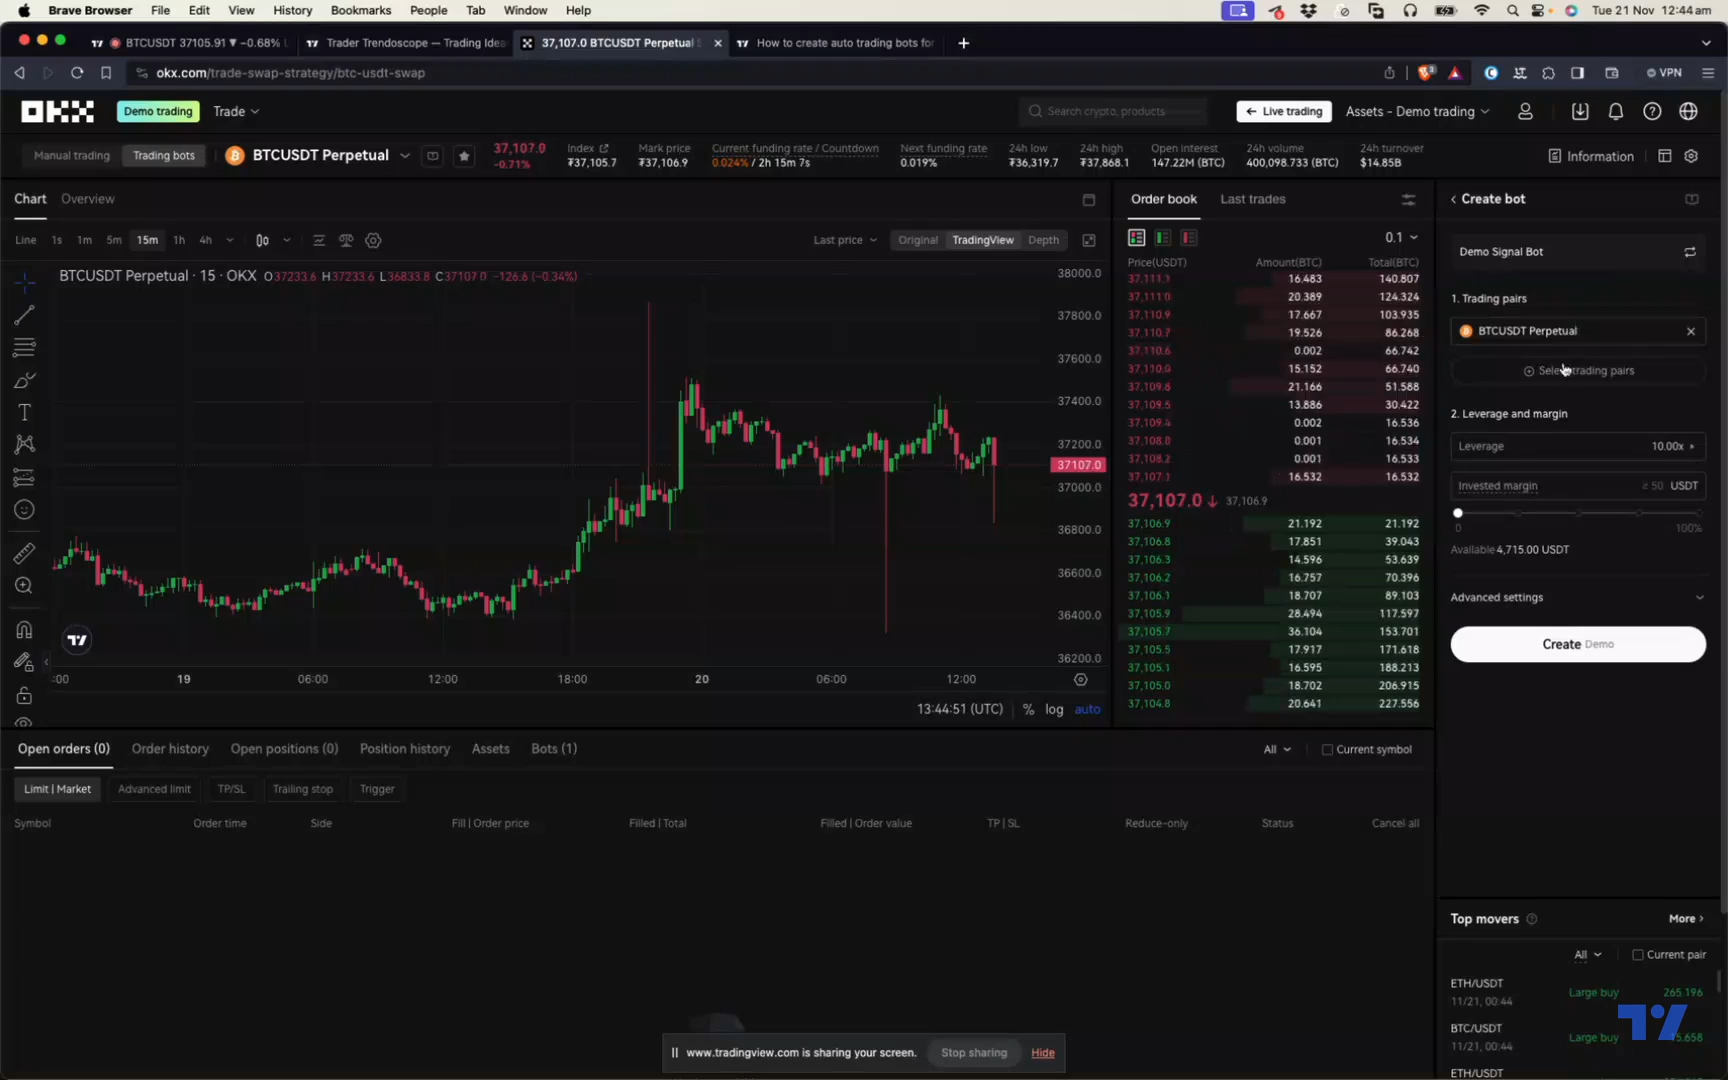 Brave Browser File Edit View History Bookmarks People Tab Window Help Tue 21 Nov 12:44 am
BTCUSDT 37105.91 ▼ −0.68%
Trader Trendoscope — Trading Idea
37,107.0 BTCUSDT Perpetual
How to create auto trading bots for
okx.com/trade-swap-strategy/btc-usdt-swap
VPN
OKX Demo trading Trade
Search crypto, products
Live trading Assets - Demo trading
Manual trading Trading bots BTCUSDT Perpetual
37,107.0
-0.71%
Index
₮37,105.7
Mark price
₮37,106.9
Current funding rate / Countdown
0.024% / 2h 15m 7s
Next funding rate
0.019%
24h low
₮36,319.7
24h high
₮37,868.1
Open interest
147.22M (BTC)
24h volume
400,098.733 (BTC)
24h turnover
$14.85B
Information
Chart Overview
Line 1s 1m 5m 15m 1h 4h
Last price Original TradingView Depth
BTCUSDT Perpetual · 15 · OKX O37233.6 H37233.6 L36833.8 C37107.0 −126.6 (−0.34%)
38000.0
37800.0
37600.0
37400.0
37200.0
37107.0
37000.0
36800.0
36600.0
36400.0
36200.0
:00 19 06:00 12:00 18:00 20 06:00 12:00
13:44:51 (UTC) % log auto
Order book Last trades
0.1
Price(USDT) Amount(BTC) Total(BTC)
37,111.1 16.483 140.807
37,111.0 20.389 124.324
37,110.9 17.667 103.935
37,110.7 19.526 86.268
37,110.6 0.002 66.742
37,110.0 15.152 66.740
37,109.8 21.166 51.588
37,109.5 13.886 30.422
37,109.4 0.002 16.536
37,108.0 0.001 16.534
37,108.2 0.001 16.533
37,107.1 16.532 16.532
37,107.0 ↓ 37,106.9
37,106.9 21.192 21.192
37,106.8 17.851 39.043
37,106.3 14.596 53.639
37,106.2 16.757 70.396
37,106.1 18.707 89.103
37,105.9 28.494 117.597
37,105.7 36.104 153.701
37,105.5 17.917 171.618
37,105.1 16.595 188.213
37,105.0 18.702 206.915
37,104.8 20.641 227.556
Create bot
Demo Signal Bot
1. Trading pairs
BTCUSDT Perpetual
trading pairs
2. Leverage and margin
Leverage 10.00x
Invested margin ≥ 50 USDT
0 100%
Available 4,715.00 USDT
Advanced settings
Create Demo
Open orders (0) Order history Open positions (0) Position history Assets Bots (1)
All Current symbol
Limit | Market Advanced limit TP/SL Trailing stop Trigger
Symbol Order time Side Fill | Order price Filled | Total Filled | Order value TP | SL Reduce-only Status Cancel all
Top movers More
All Current pair
ETH/USDT
11/21, 00:44
Large buy 265.196
BTC/USDT
11/21, 00:44
Large buy
ETH/USDT
www.tradingview.com is sharing your screen. Stop sharing Hide